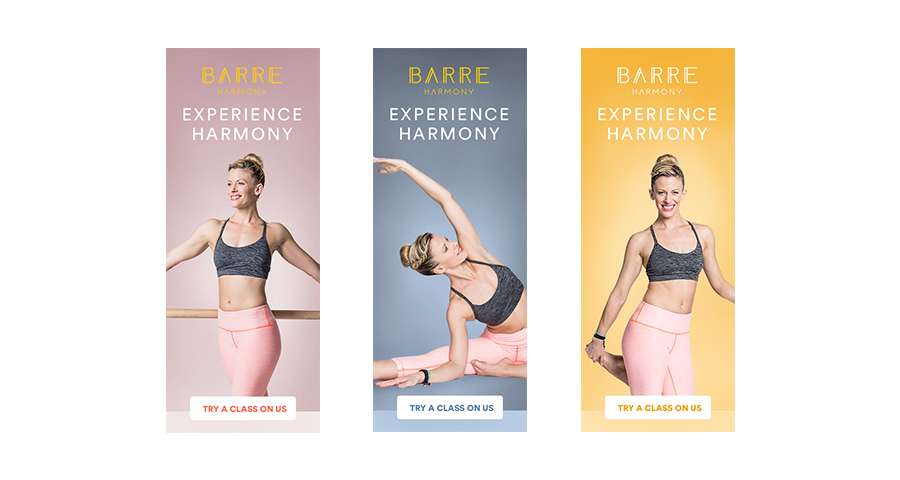 BARRE
HARMONY
EXPERIENCE
HARMONY
TRY A CLASS ON US
BARRE
HARMONY
EXPERIENCE
HARMONY
TRY A CLASS ON US
BARRE
HARMONY
EXPERIENCE
HARMONY
TRY A CLASS ON US